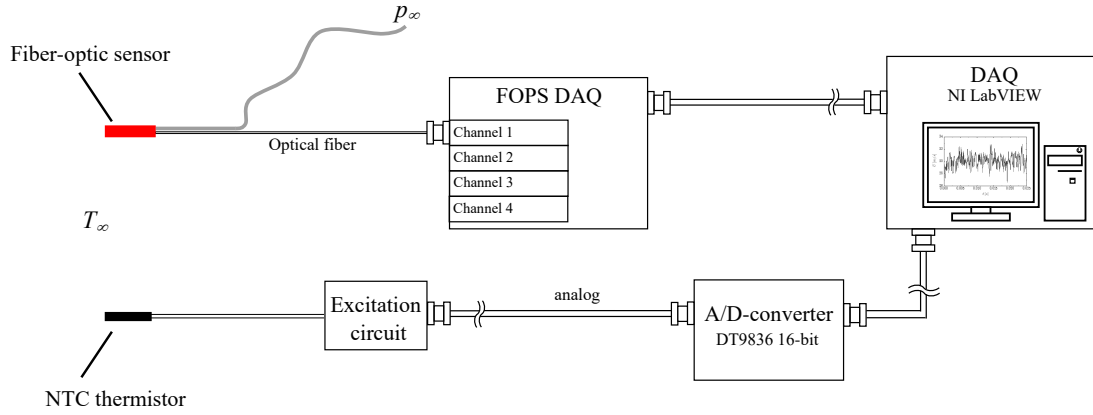 p∞
Fiber-optic sensor
FOPS DAQ
DAQ
NI LabVIEW
Channel 1
Optical fiber
Channel 2
Channel 3
Channel 4
T∞
analog
Excitation
circuit
A/D-converter
DT9836 16-bit
NTC thermistor